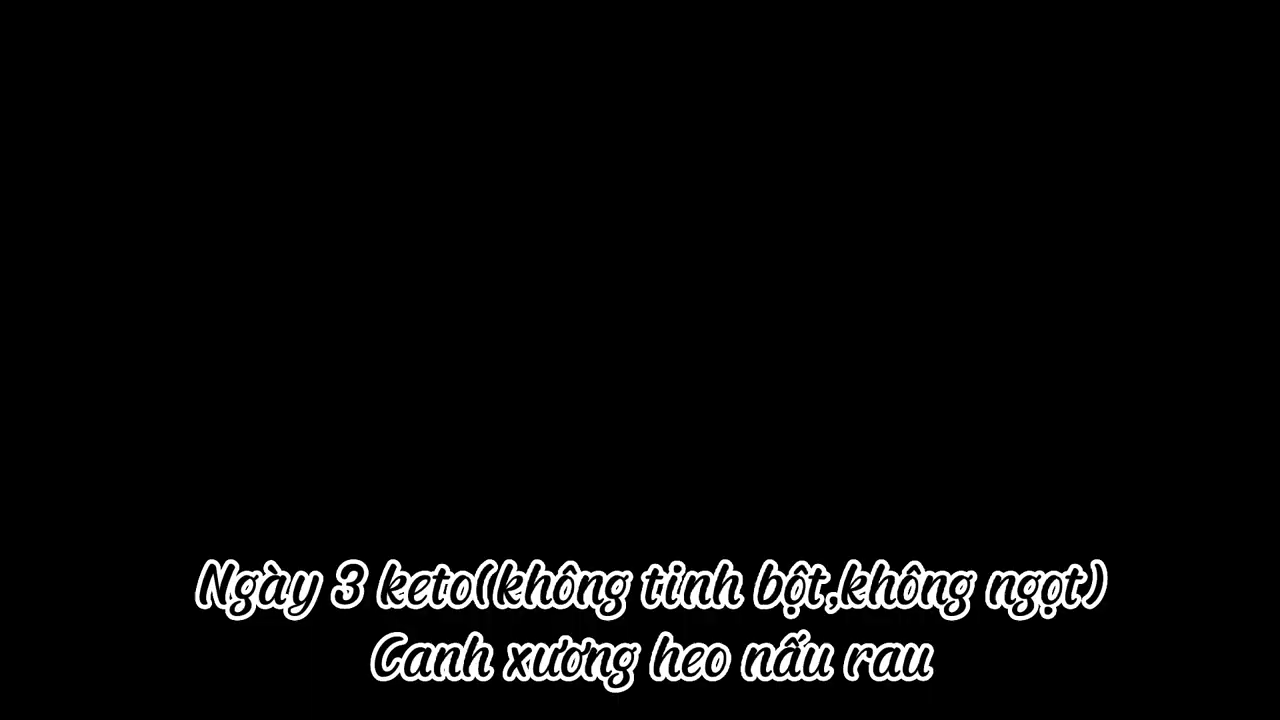 Ngày 3 keto(không tinh bột,không ngọt)
Canh xương heo nấu rau